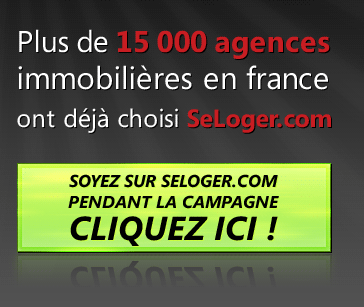 Plus de 15 000 agences
immobilières en france
ont déjà choisi SeLoger.com
SOYEZ SUR SELOGER.COM
PENDANT LA CAMPAGNE
CLIQUEZ ICI !